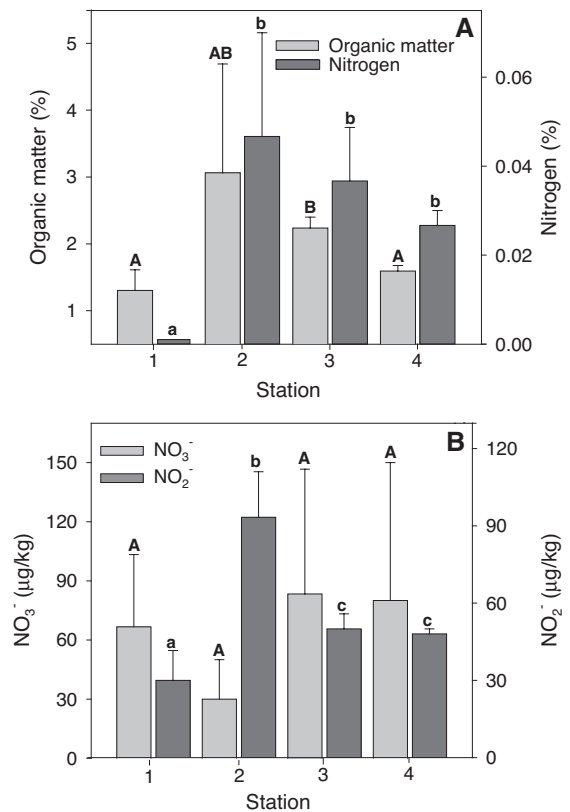 A
Organic matter
Nitrogen
Organic matter (%)
5
4
3
2
1
Nitrogen (%)
0.06
0.04
0.02
0.00
A
a
AB
b
B
b
A
b
1 2 3 4
Station
B
NO₃⁻
NO₂⁻
NO₃⁻ (µg/kg)
150
120
90
60
30
0
NO₂⁻ (µg/kg)
120
90
60
30
0
A
a
A
b
A
c
A
c
1 2 3 4
Station